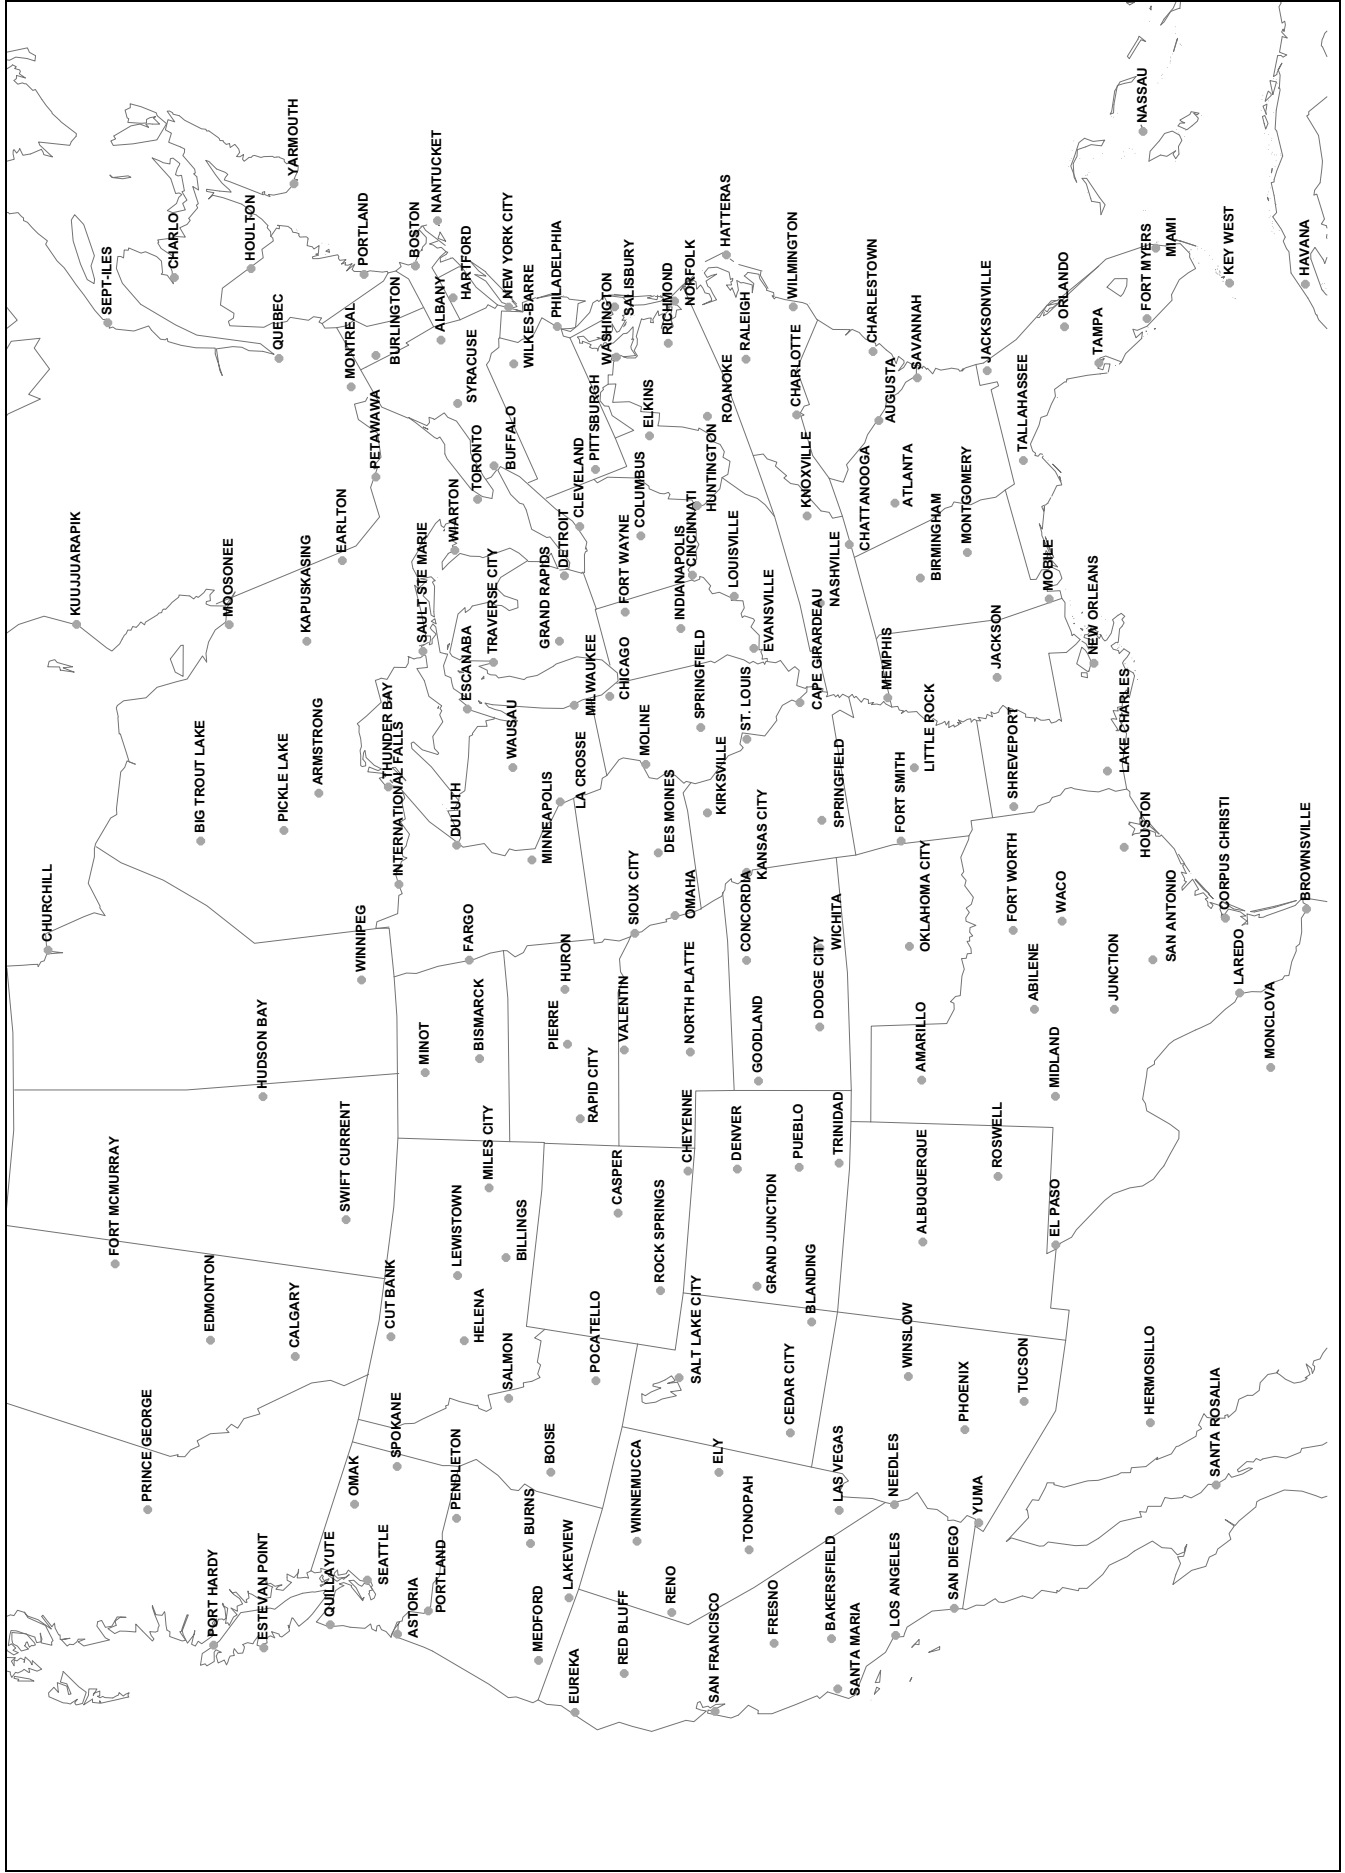 CHURCHILL
KUUJUARAPIK
SEPT-ILES
FORT MCMURRAY
PRINCE GEORGE
CHARLO
BIG TROUT LAKE
EDMONTON
PORT HARDY
MOOSONEE
HOULTON
HUDSON BAY
ESTEVAN POINT
QUEBEC
PICKLE LAKE
YARMOUTH
CALGARY
KAPUSKASING
ARMSTRONG
QUILLAYUTE
EARLTON
SWIFT CURRENT
MONTREAL
OMAK
WINNIPEG
PORTLAND
SEATTLE
PETAWAWA
BURLINGTON
THUNDER BAY
CUT BANK
SPOKANE
INTERNATIONAL FALLS
ASTORIA
BOSTON
SAULT STE MARIE
MINOT
PORTLAND
NANTUCKET
ALBANY
HARTFORD
WIARTON
DULUTH
PENDLETON
LEWISTOWN
SYRACUSE
HELENA
ESCANABA
FARGO
TORONTO
BISMARCK
MILES CITY
TRAVERSE CITY
BUFFALO
NEW YORK CITY
SALMON
BILLINGS
WAUSAU
WILKES-BARRE
BURNS
MINNEAPOLIS
MEDFORD
BOISE
GRAND RAPIDS
PHILADELPHIA
PIERRE
DETROIT
HURON
LAKEVIEW
EUREKA
LA CROSSE
MILWAUKEE
CLEVELAND
RAPID CITY
PITTSBURGH
POCATELLO
WASHINGTON
SALISBURY
CHICAGO
FORT WAYNE
CASPER
VALENTIN
RED BLUFF
SIOUX CITY
WINNEMUCCA
COLUMBUS
MOLINE
ELKINS
ROCK SPRINGS
DES MOINES
RICHMOND
RENO
OMAHA
NORFOLK
INDIANAPOLIS
CINCINNATI
CHEYENNE
NORTH PLATTE
SALT LAKE CITY
HUNTINGTON
SPRINGFIELD
ROANOKE
KIRKSVILLE
SAN FRANCISCO
ELY
HATTERAS
LOUISVILLE
DENVER
ST. LOUIS
RALEIGH
CONCORDIA
KANSAS CITY
TONOPAH
EVANSVILLE
GOODLAND
GRAND JUNCTION
FRESNO
CEDAR CITY
WILMINGTON
CHARLOTTE
PUEBLO
KNOXVILLE
BLANDING
CAPE GIRARDEAU
DODGE CITY
NASHVILLE
WICHITA
SPRINGFIELD
BAKERSFIELD
TRINIDAD
LAS VEGAS
SANTA MARIA
CHATTANOOGA
CHARLESTOWN
AUGUSTA
MEMPHIS
LOS ANGELES
NEEDLES
FORT SMITH
ATLANTA
WINSLOW
SAVANNAH
LITTLE ROCK
OKLAHOMA CITY
AMARILLO
ALBUQUERQUE
BIRMINGHAM
SAN DIEGO
PHOENIX
MONTGOMERY
YUMA
JACKSONVILLE
JACKSON
ROSWELL
SHREVEPORT
FORT WORTH
TALLAHASSEE
TUCSON
ABILENE
MOBILE
EL PASO
MIDLAND
WACO
ORLANDO
NEW ORLEANS
TAMPA
LAKE CHARLES
JUNCTION
HOUSTON
NASSAU
FORT MYERS
MIAMI
HERMOSILLO
SAN ANTONIO
SANTA ROSALIA
CORPUS CHRISTI
KEY WEST
LAREDO
MONCLOVA
HAVANA
BROWNSVILLE